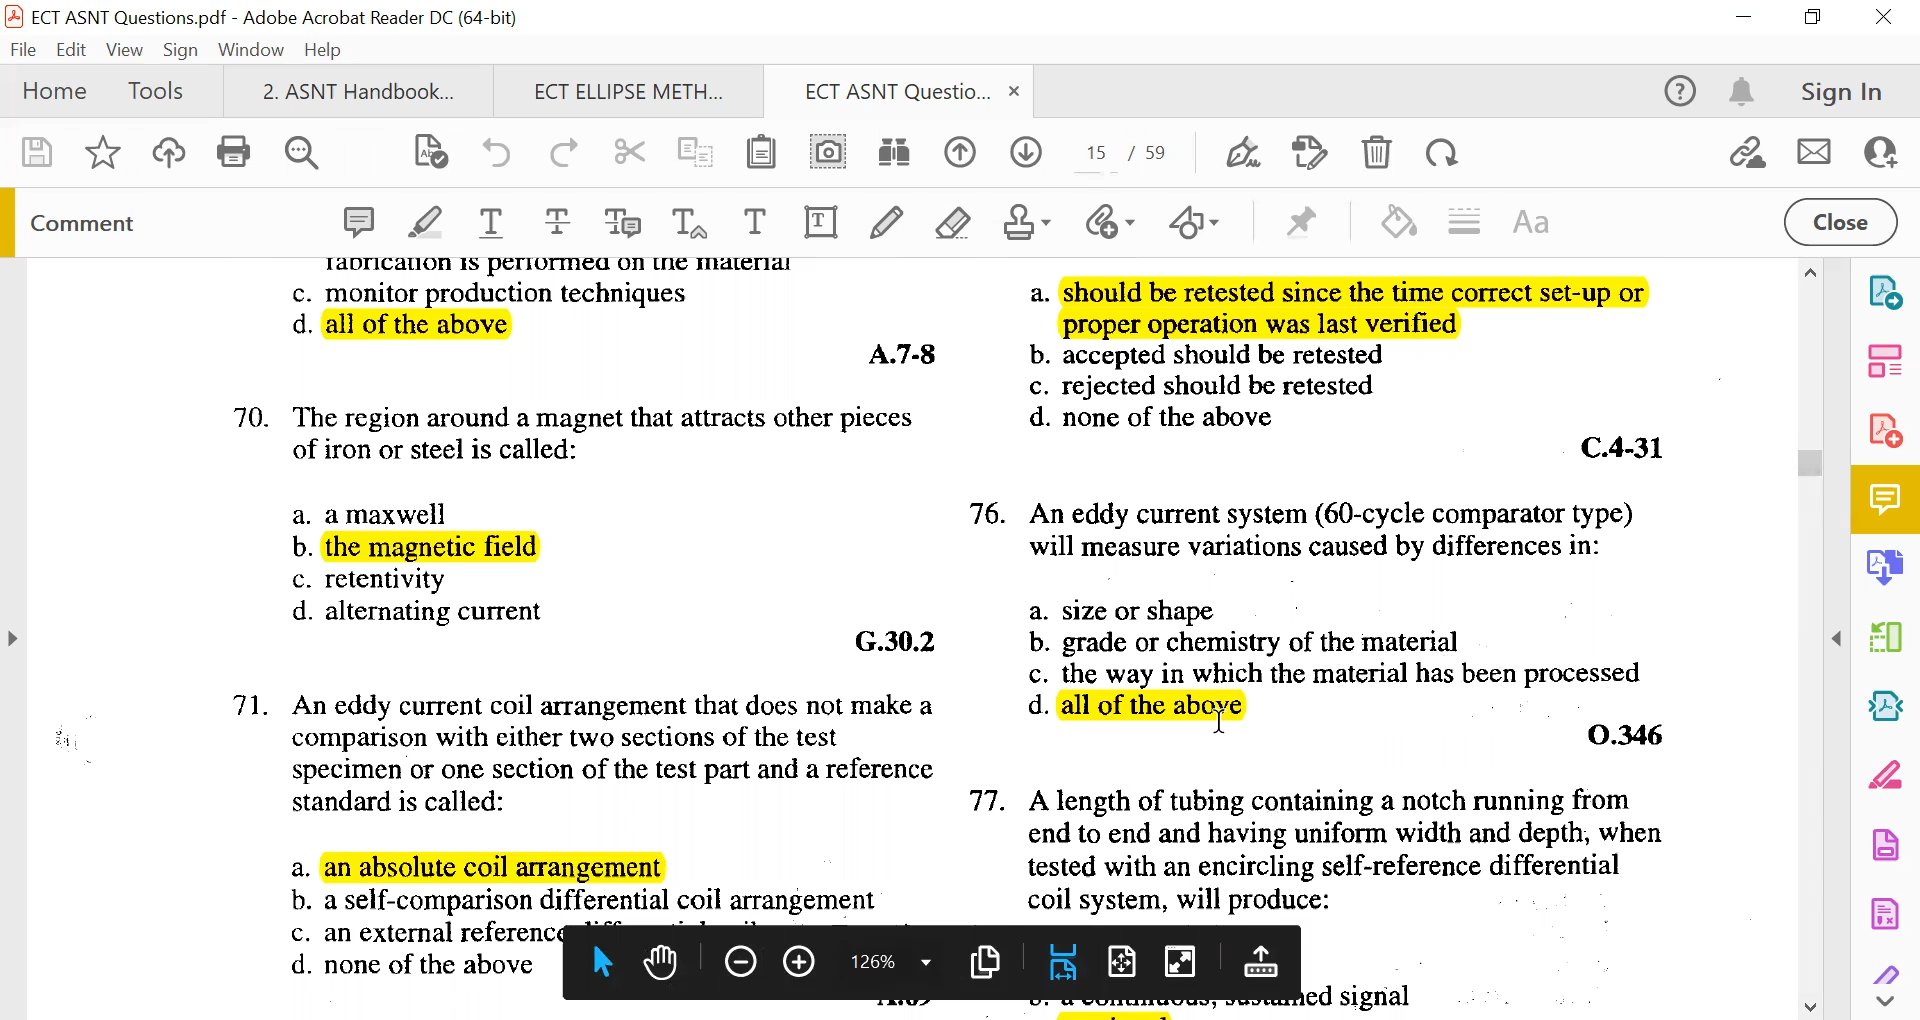 ECT ASNT Questions.pdf - Adobe Acrobat Reader DC (64-bit)
File Edit View Sign Window Help
Home Tools 2. ASNT Handbook... ECT ELLIPSE METH... ECT ASNT Questio... × Sign In
15 / 59
Comment Close
fabrication is performed on the material
c. monitor production techniques
d. all of the above
A.7-8
70. The region around a magnet that attracts other pieces
of iron or steel is called:
a. a maxwell
b. the magnetic field
c. retentivity
d. alternating current
G.30.2
71. An eddy current coil arrangement that does not make a
comparison with either two sections of the test
specimen or one section of the test part and a reference
standard is called:
a. an absolute coil arrangement
b. a self-comparison differential coil arrangement
c. an external reference
d. none of the above
a. should be retested since the time correct set-up or
proper operation was last verified
b. accepted should be retested
c. rejected should be retested
d. none of the above
C.4-31
76. An eddy current system (60-cycle comparator type)
will measure variations caused by differences in:
a. size or shape
b. grade or chemistry of the material
c. the way in which the material has been processed
d. all of the above
O.346
77. A length of tubing containing a notch running from
end to end and having uniform width and depth, when
tested with an encircling self-reference differential
coil system, will produce:
b. a continuous, sustained signal
126%